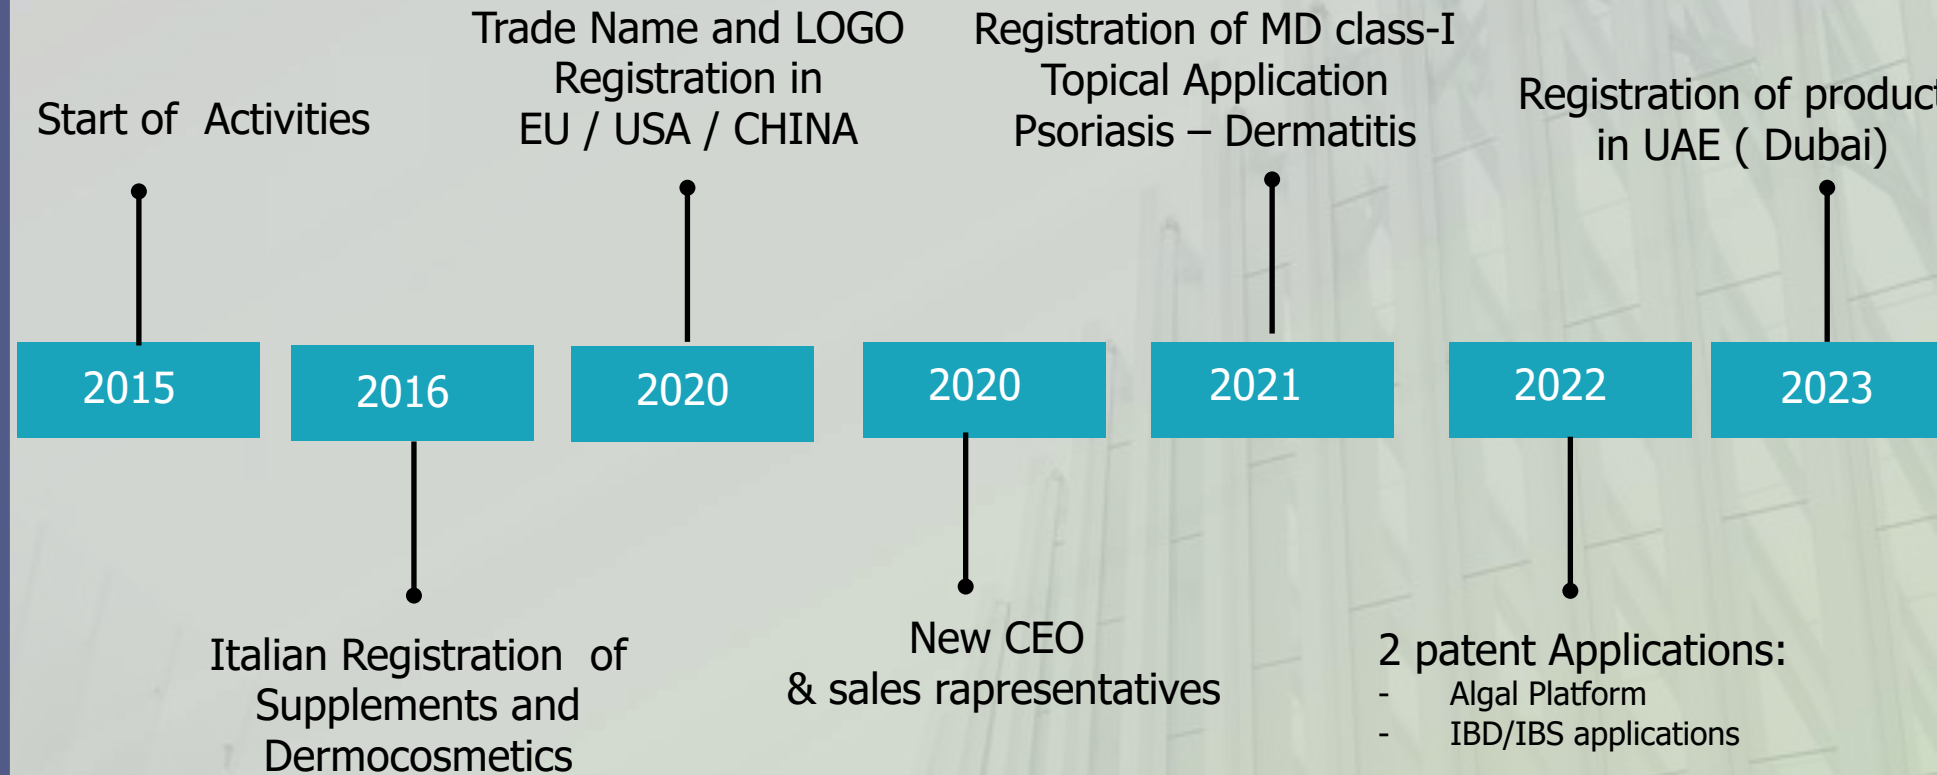 Start of Activities
Trade Name and LOGO
Registration in
EU / USA / CHINA
Registration of MD class-I
Topical Application
Psoriasis – Dermatitis
Registration of product
in UAE ( Dubai)
2015
2016
2020
2020
2021
2022
2023
Italian Registration of
Supplements and
Dermocosmetics
New CEO
& sales rapresentatives
2 patent Applications:
- Algal Platform
- IBD/IBS applications